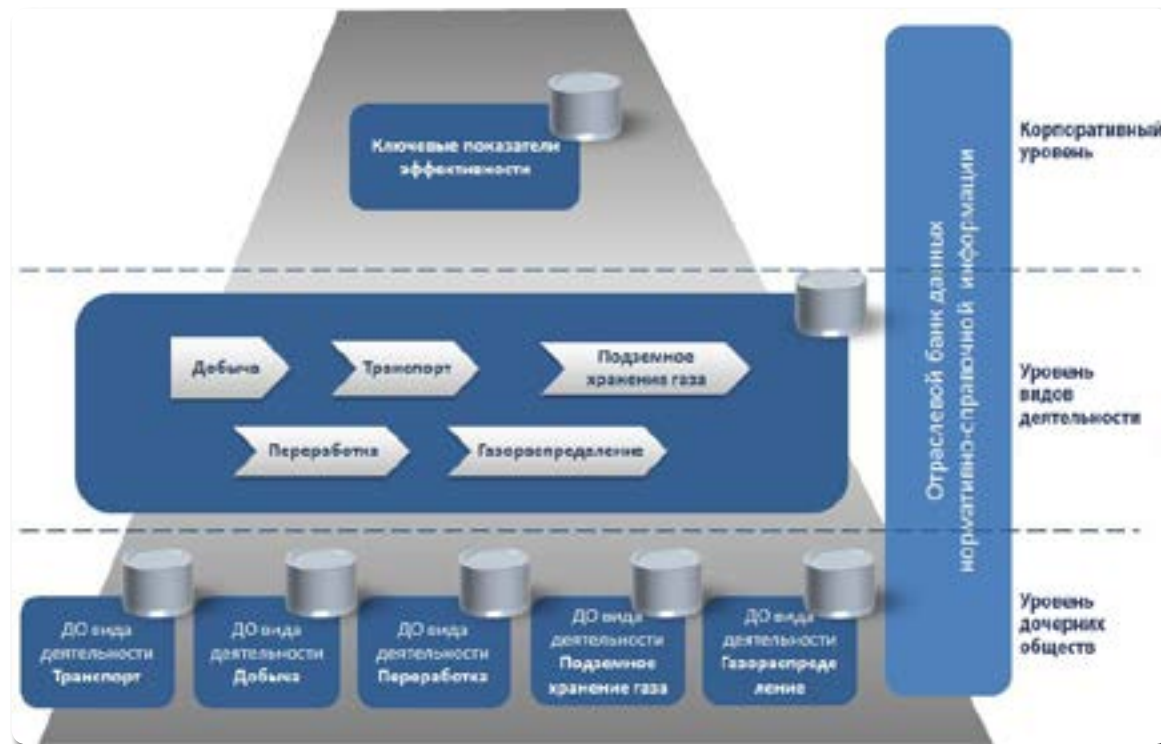 Ключевые показатели
эффективности
Корпоративный
уровень
Добыча
Транспорт
Подземное
хранение газа
Переработка
Газораспределение
Уровень
видов
деятельности
Отраслевой банк данных
нормативно-справочной информации
ДО вида
деятельности
Транспорт
ДО вида
деятельности
Добыча
ДО вида
деятельности
Переработка
ДО вида
деятельности
Подземное
хранение газа
ДО вида
деятельности
Газораспреде
ление
Уровень
дочерних
обществ